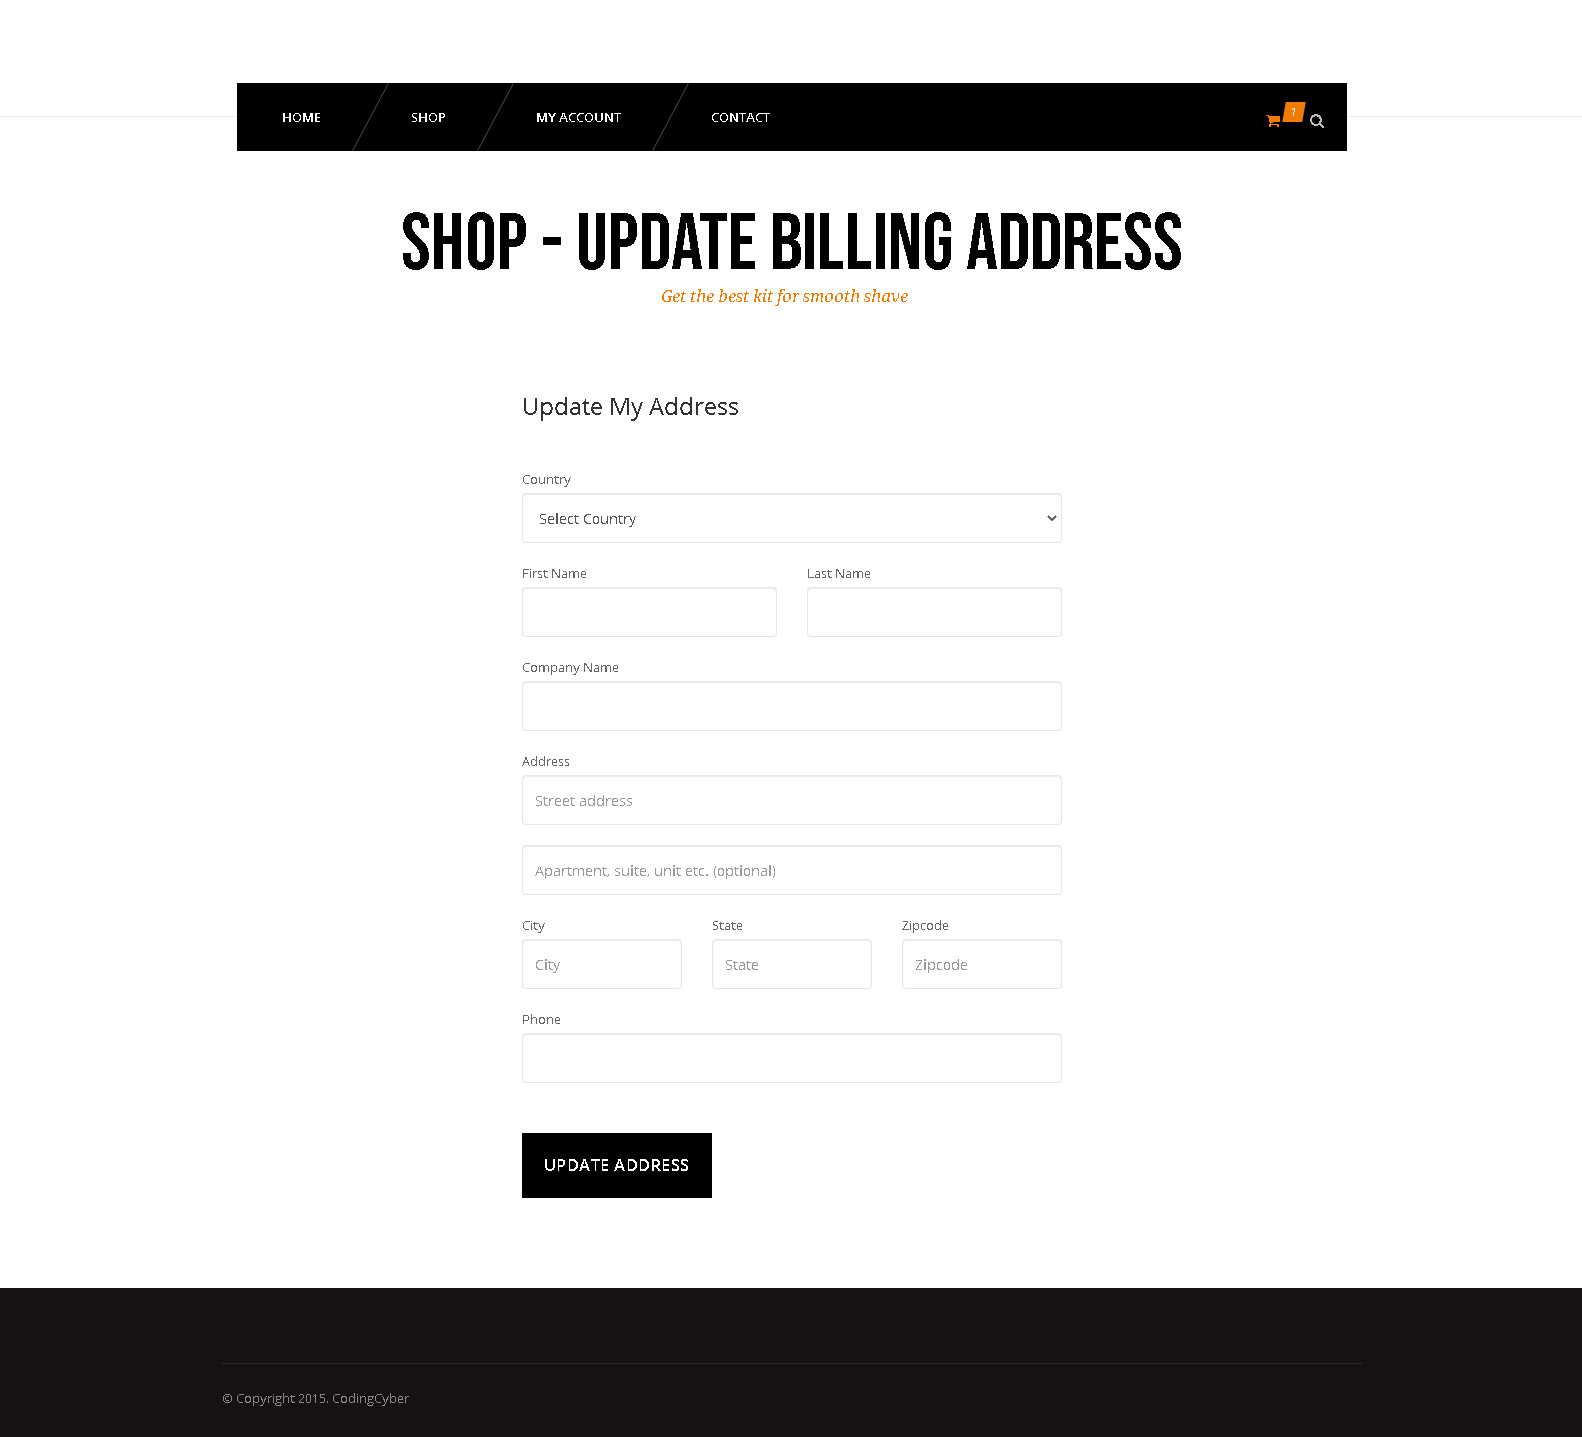 HOME SHOP MY ACCOUNT CONTACT 1
SHOP - UPDATE BILLING ADDRESS
Get the best kit for smooth shave
Update My Address
Country
Select Country
First Name Last Name
Company Name
Address
Street address
Apartment, suite, unit etc. (optional)
City State Zipcode
City State Zipcode
Phone
UPDATE ADDRESS
© Copyright 2015. CodingCyber